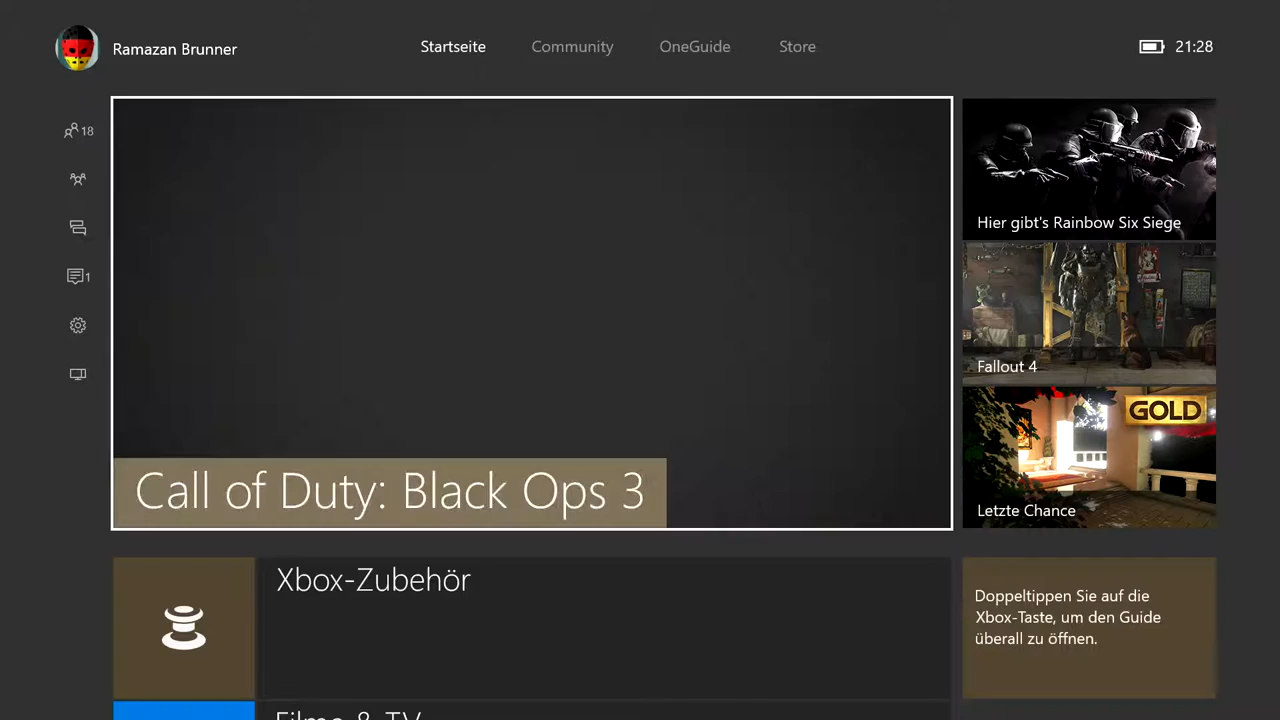 Ramazan Brunner
Startseite
Community
OneGuide
Store
21:28
18
1
Call of Duty: Black Ops 3
Hier gibt's Rainbow Six Siege
Fallout 4
GOLD
Letzte Chance
Xbox-Zubehör
Doppeltippen Sie auf die
Xbox-Taste, um den Guide
überall zu öffnen.
Filme & TV